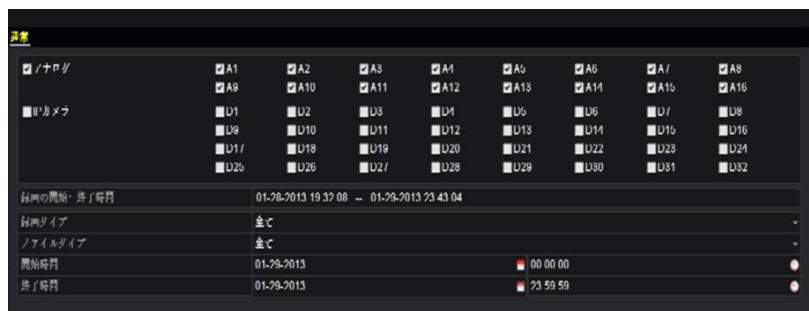 異常
アナログ A1 A2 A3 A4 A5 A6 A7 A8
A9 A10 A11 A12 A13 A14 A15 A16
IPカメラ D1 D2 D3 D4 D5 D6 D7 D8
D9 D10 D11 D12 D13 D14 D15 D16
D17 D18 D19 D20 D21 D22 D23 D24
D25 D26 D27 D28 D29 D30 D31 D32
録画の開始・終了時間 01-28-2013 19 32 08 -- 01-29-2013 23 43 04
録画タイプ 全て
ファイルタイプ 全て
開始時間 01-29-2013 00 00 00
終了時間 01-29-2013 23 59 59